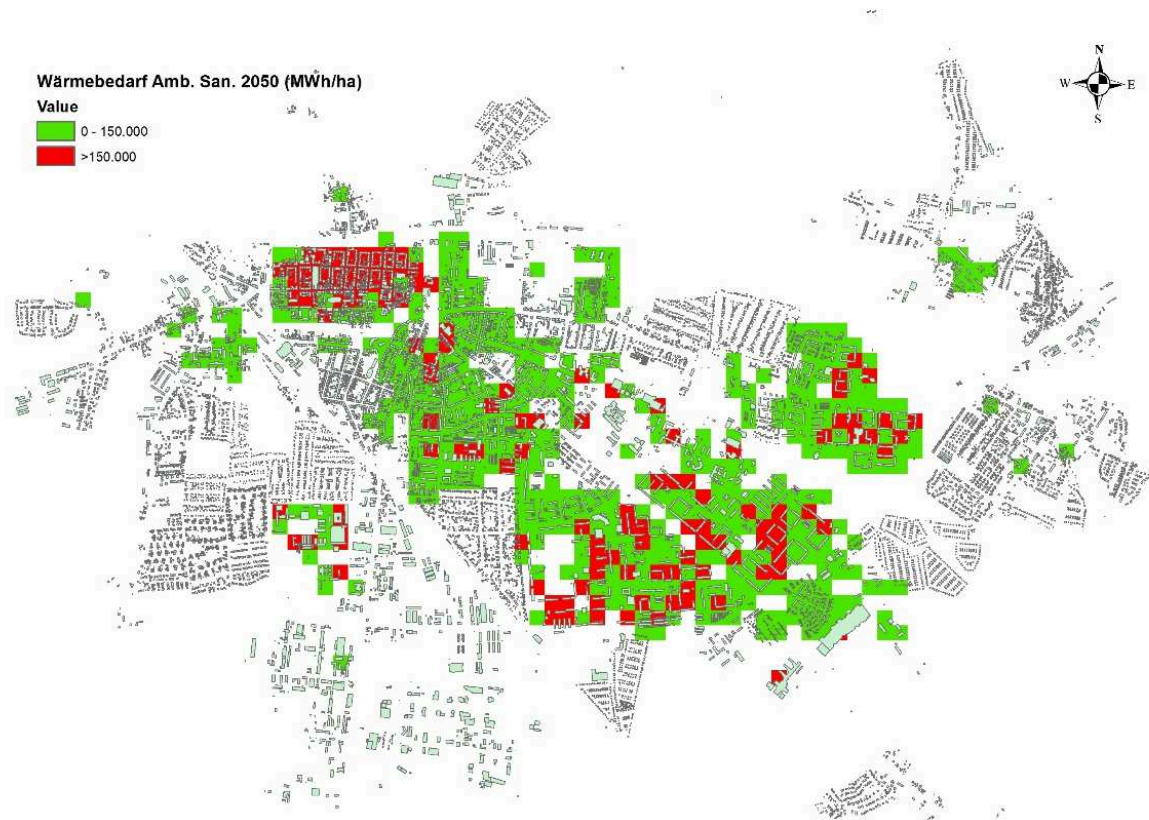 Wärmebedarf Amb. San. 2050 (MWh/ha)
Value
0 - 150.000
>150.000
N
W
E
S